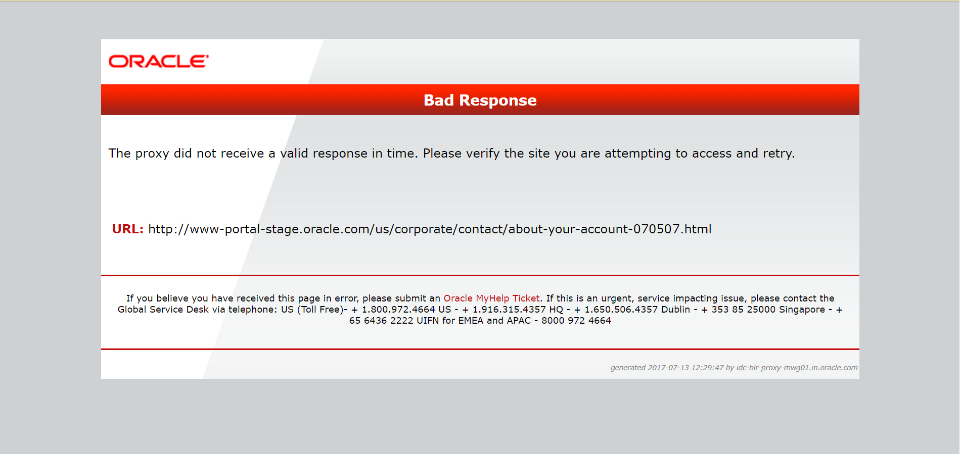 ORACLE
Bad Response
The proxy did not receive a valid response in time. Please verify the site you are attempting to access and retry.
URL: http://www-portal-stage.oracle.com/us/corporate/contact/about-your-account-070507.html
If you believe you have received this page in error, please submit an Oracle MyHelp Ticket. If this is an urgent, service impacting issue, please contact the
Global Service Desk via telephone: US (Toll Free)- + 1.800.972.4664 US - + 1.916.315.4357 HQ - + 1.650.506.4357 Dublin - + 353 85 25000 Singapore - +
65 6436 2222 UIFN for EMEA and APAC - 8000 972 4664
generated 2017-07-13 12:29:47 by idc-hlr-proxy-mwg01.in.oracle.com